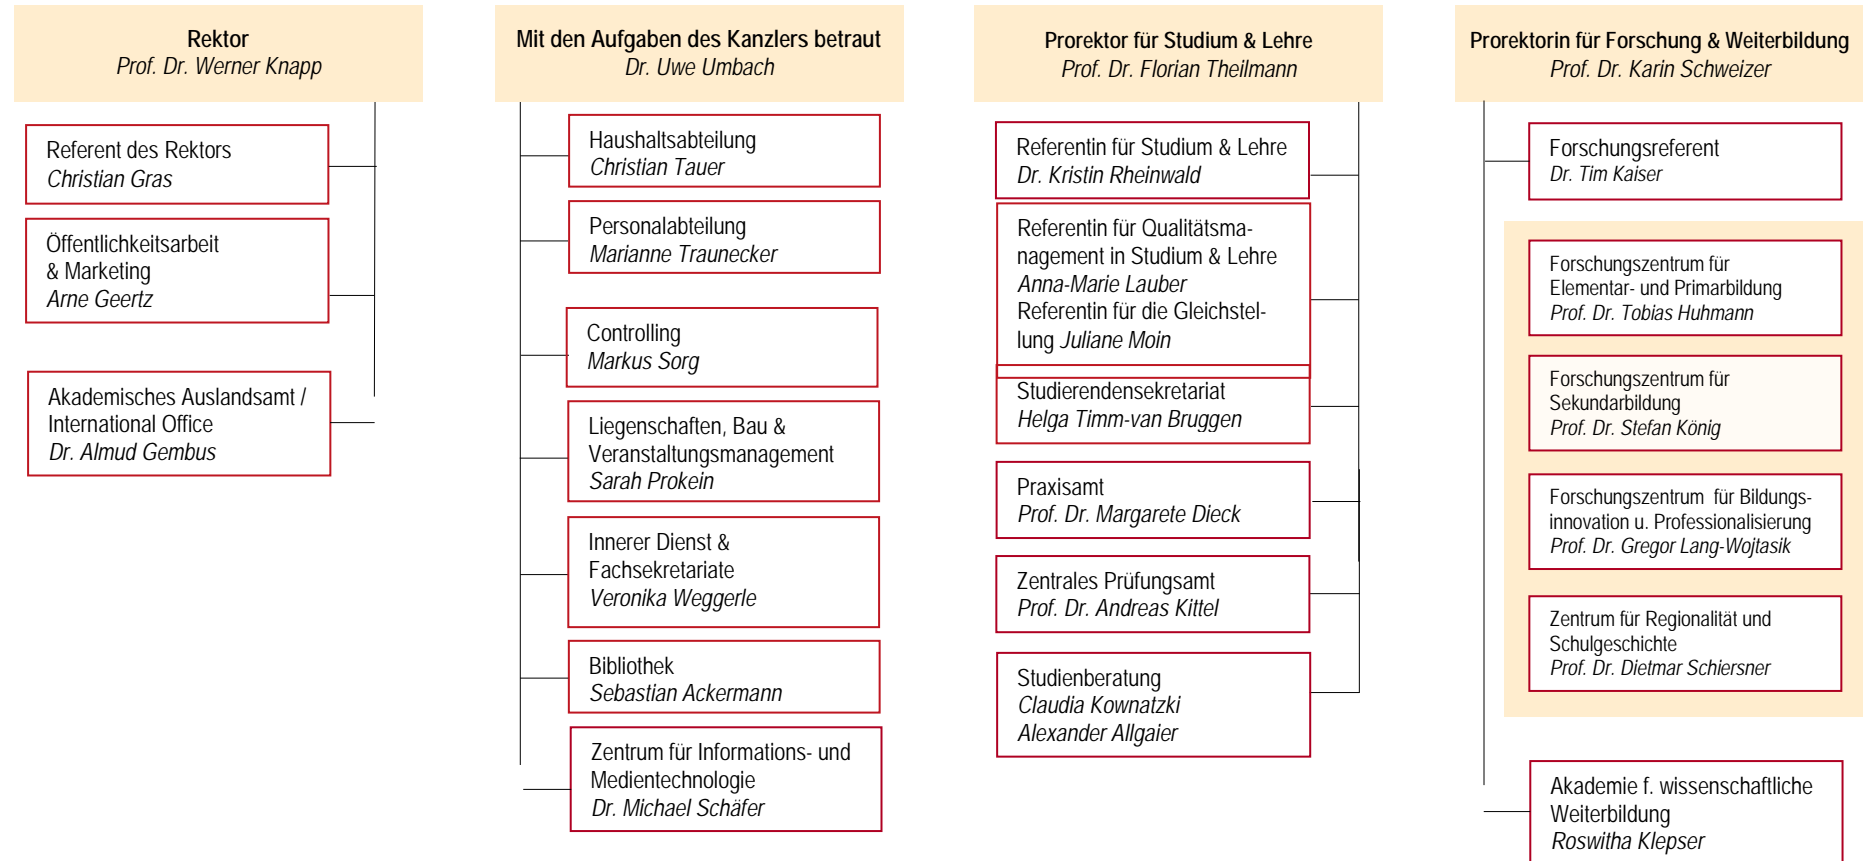 Rektor
Prof. Dr. Werner Knapp
Referent des Rektors
Christian Gras
Öffentlichkeitsarbeit
& Marketing
Arne Geertz
Akademisches Auslandsamt /
International Office
Dr. Almud Gembus
Mit den Aufgaben des Kanzlers betraut
Dr. Uwe Umbach
Haushaltsabteilung
Christian Tauer
Personalabteilung
Marianne Traunecker
Controlling
Markus Sorg
Liegenschaften, Bau &
Veranstaltungsmanagement
Sarah Prokein
Innerer Dienst &
Fachsekretariate
Veronika Weggerle
Bibliothek
Sebastian Ackermann
Zentrum für Informations- und
Medientechnologie
Dr. Michael Schäfer
Prorektor für Studium & Lehre
Prof. Dr. Florian Theilmann
Referentin für Studium & Lehre
Dr. Kristin Rheinwald
Referentin für Qualitätsma-
nagement in Studium & Lehre
Anna-Marie Lauber
Referentin für die Gleichstel-
lung Juliane Moin
Studierendensekretariat
Helga Timm-van Bruggen
Praxisamt
Prof. Dr. Margarete Dieck
Zentrales Prüfungsamt
Prof. Dr. Andreas Kittel
Studienberatung
Claudia Kownatzki
Alexander Allgaier
Prorektorin für Forschung & Weiterbildung
Prof. Dr. Karin Schweizer
Forschungsreferent
Dr. Tim Kaiser
Forschungszentrum für
Elementar- und Primarbildung
Prof. Dr. Tobias Huhmann
Forschungszentrum für
Sekundarbildung
Prof. Dr. Stefan König
Forschungszentrum für Bildungs-
innovation u. Professionalisierung
Prof. Dr. Gregor Lang-Wojtasik
Zentrum für Regionalität und
Schulgeschichte
Prof. Dr. Dietmar Schiersner
Akademie f. wissenschaftliche
Weiterbildung
Roswitha Klepser